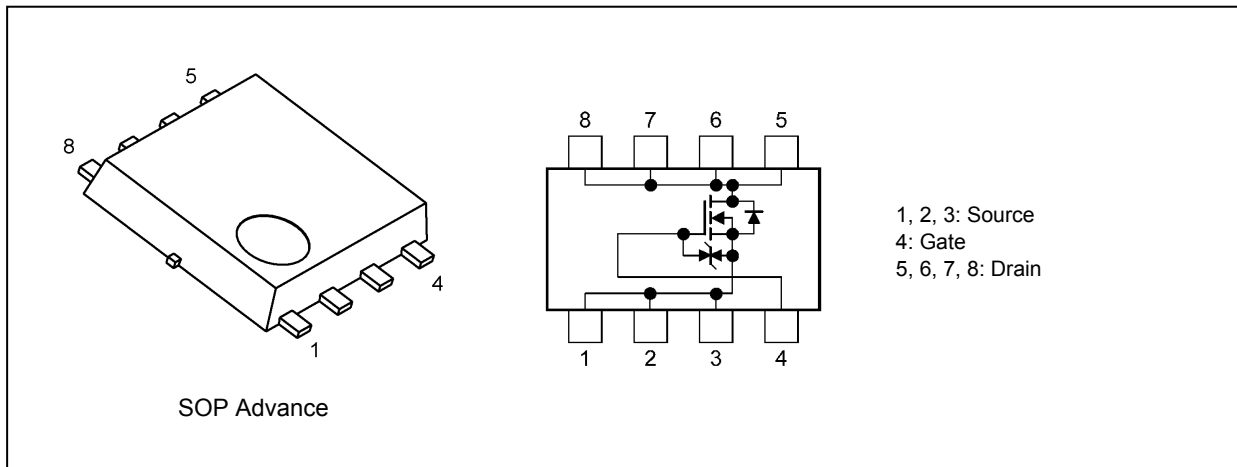 5
8
4
1
SOP Advance
8 7 6 5
1 2 3 4
1, 2, 3: Source
4: Gate
5, 6, 7, 8: Drain